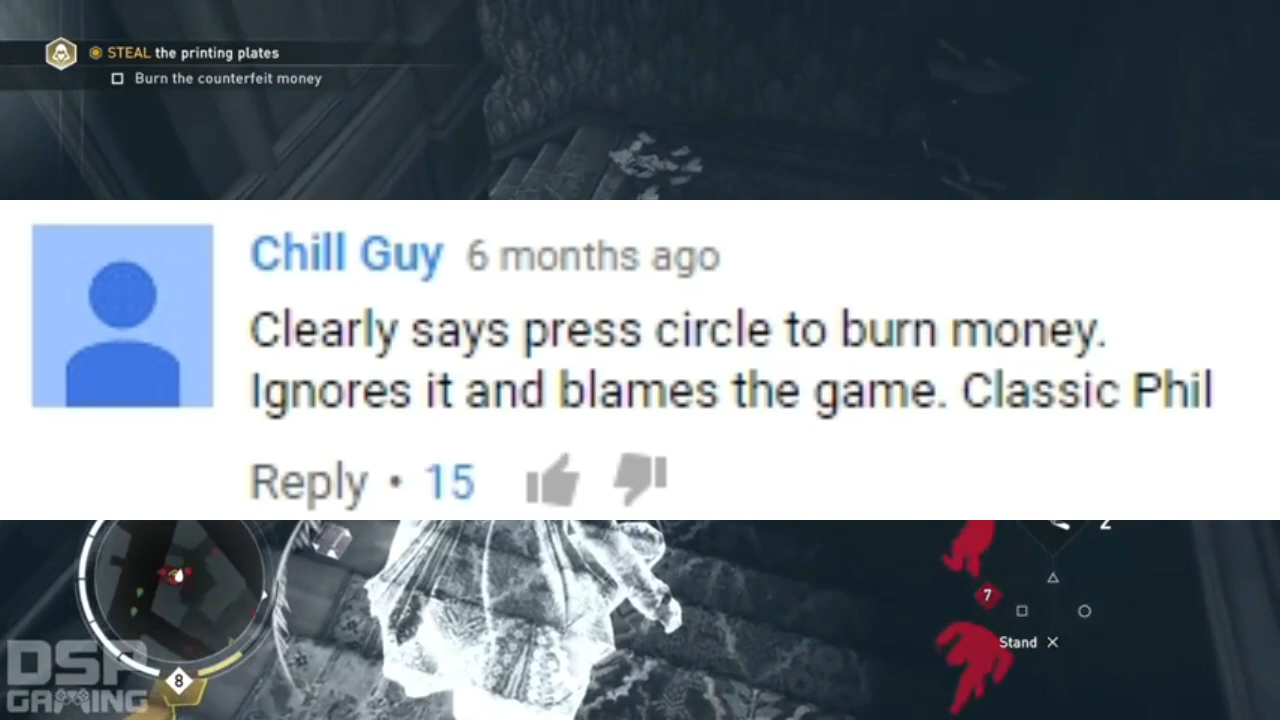 STEAL the printing plates
Burn the counterfeit money
Chill Guy 6 months ago
Clearly says press circle to burn money.
Ignores it and blames the game. Classic Phil
Reply • 15
2
7
Stand
8
DSP
GAMING